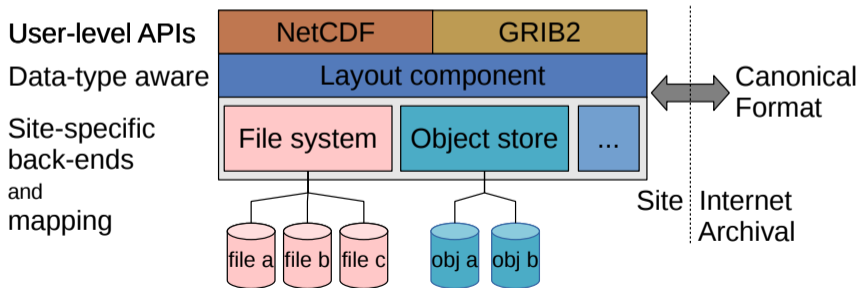 User-level APIs
NetCDF
GRIB2
Data-type aware
Layout component
Canonical
Format
Site-specific
back-ends
and
mapping
File system
Object store
...
Site
Internet
Archival
file a
file b
file c
obj a
obj b